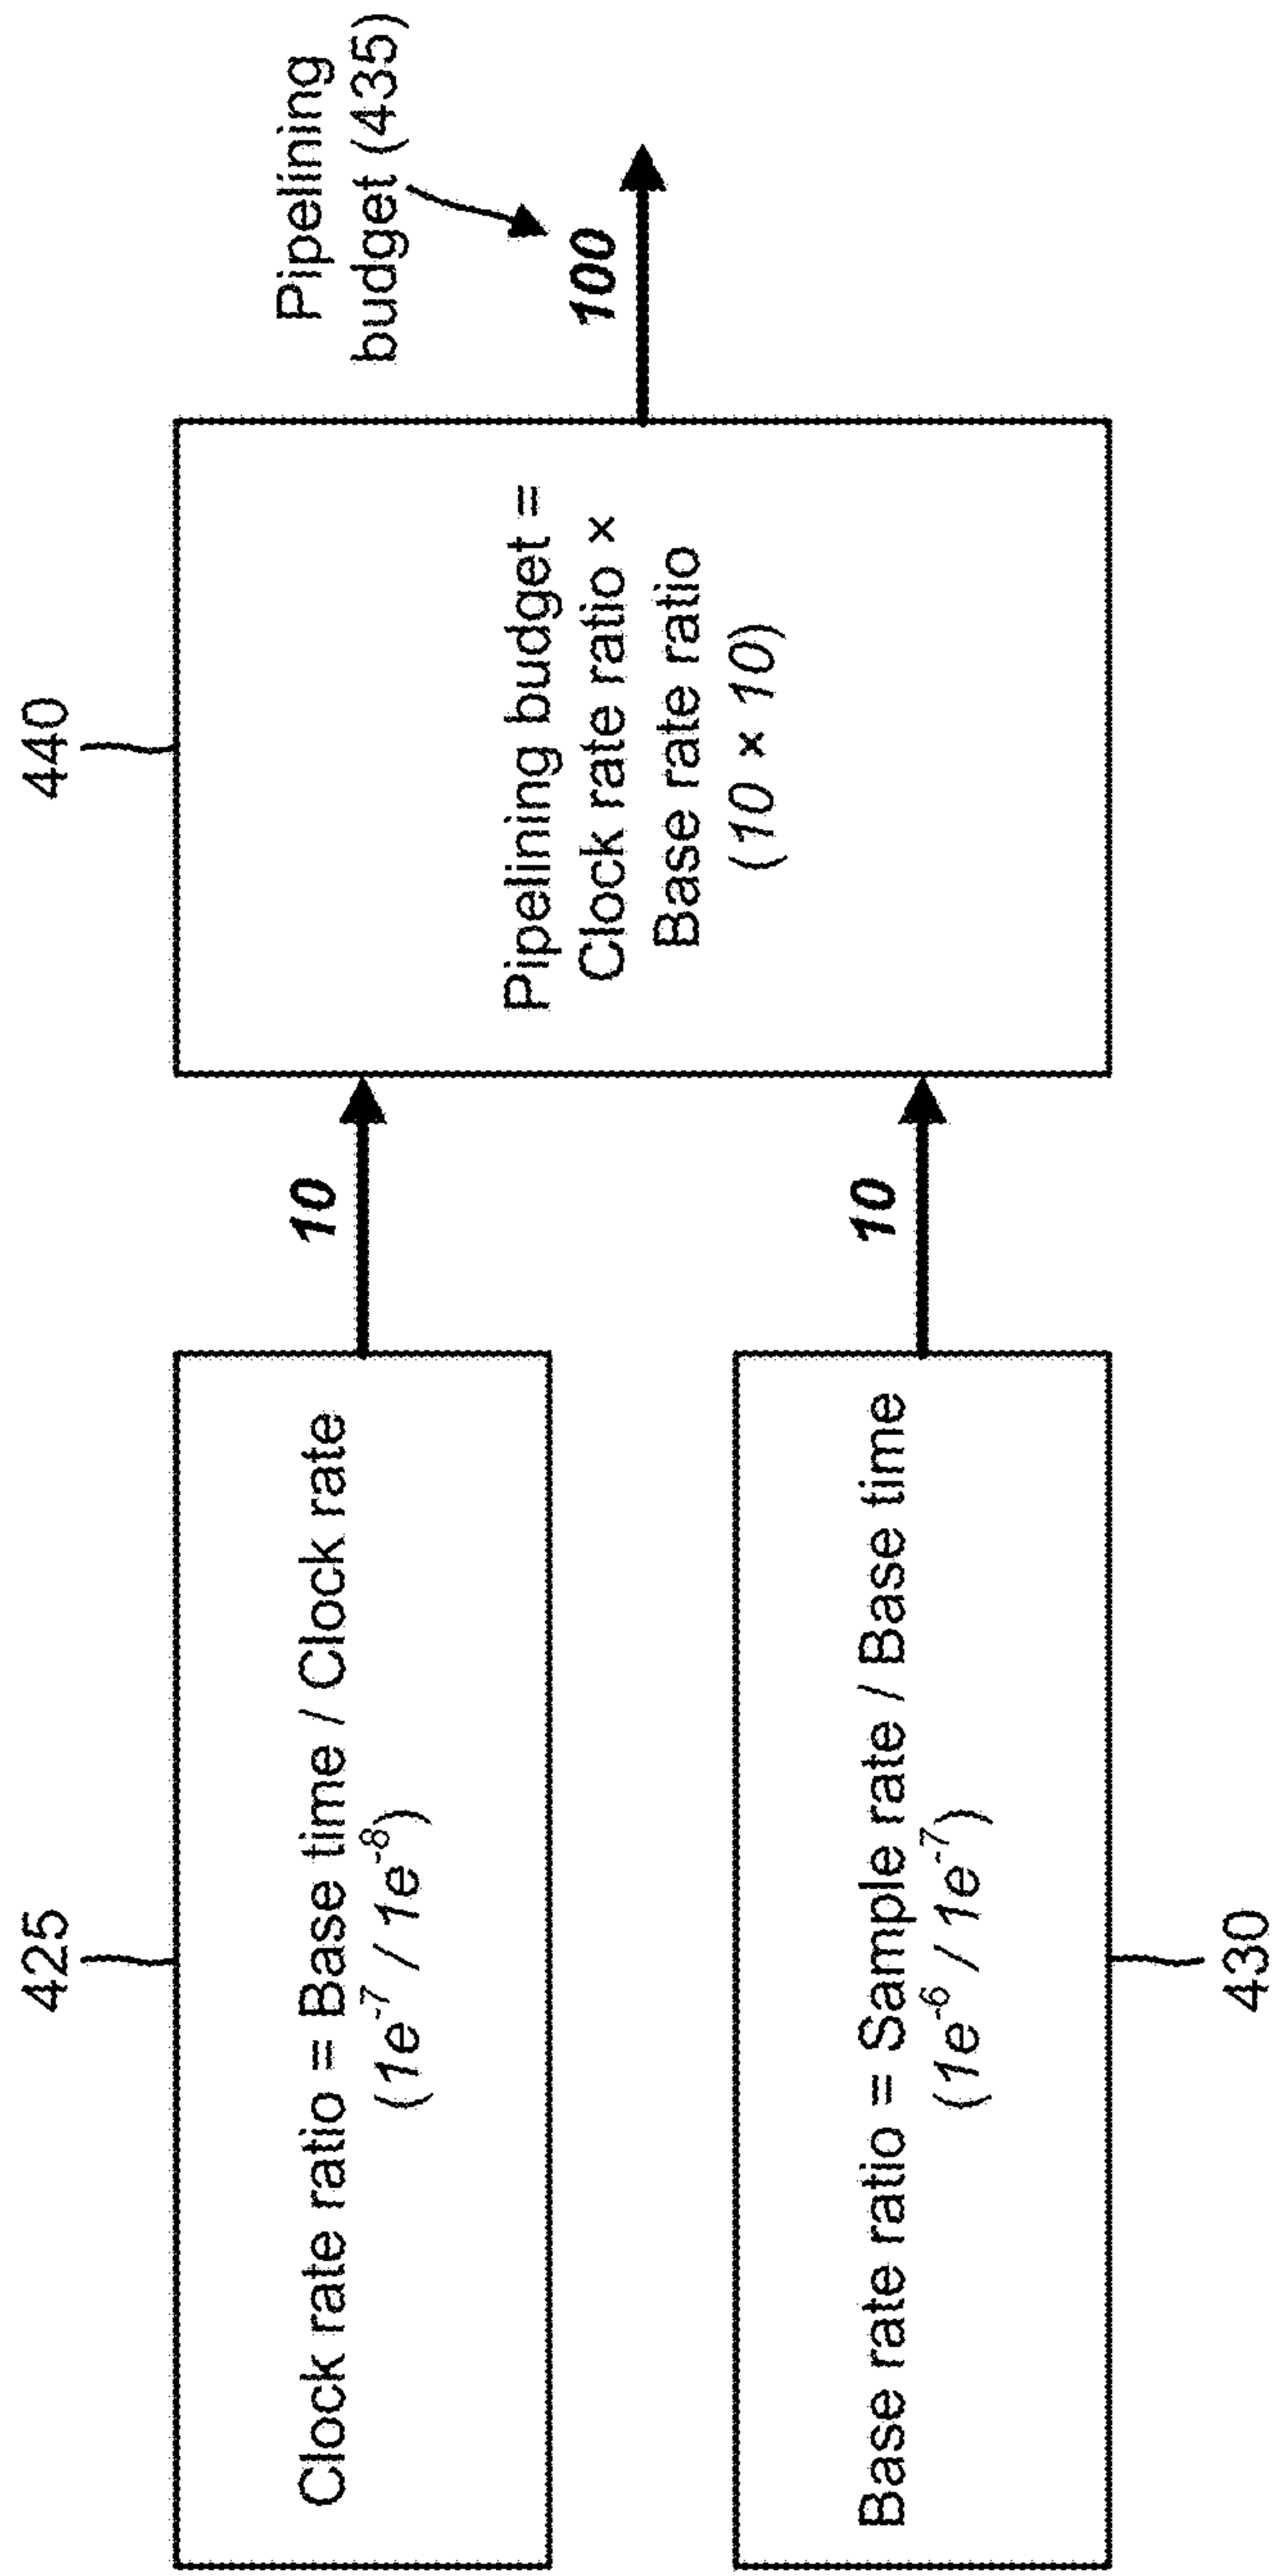 425
Clock rate ratio = Base time / Clock rate
(1e-7 / 1e-8)
10
Base rate ratio = Sample rate / Base time
(1e-6 / 1e-7)
430
10
440
Pipelining budget =
Clock rate ratio ×
Base rate ratio
(10 × 10)
Pipelining
budget (435)
100